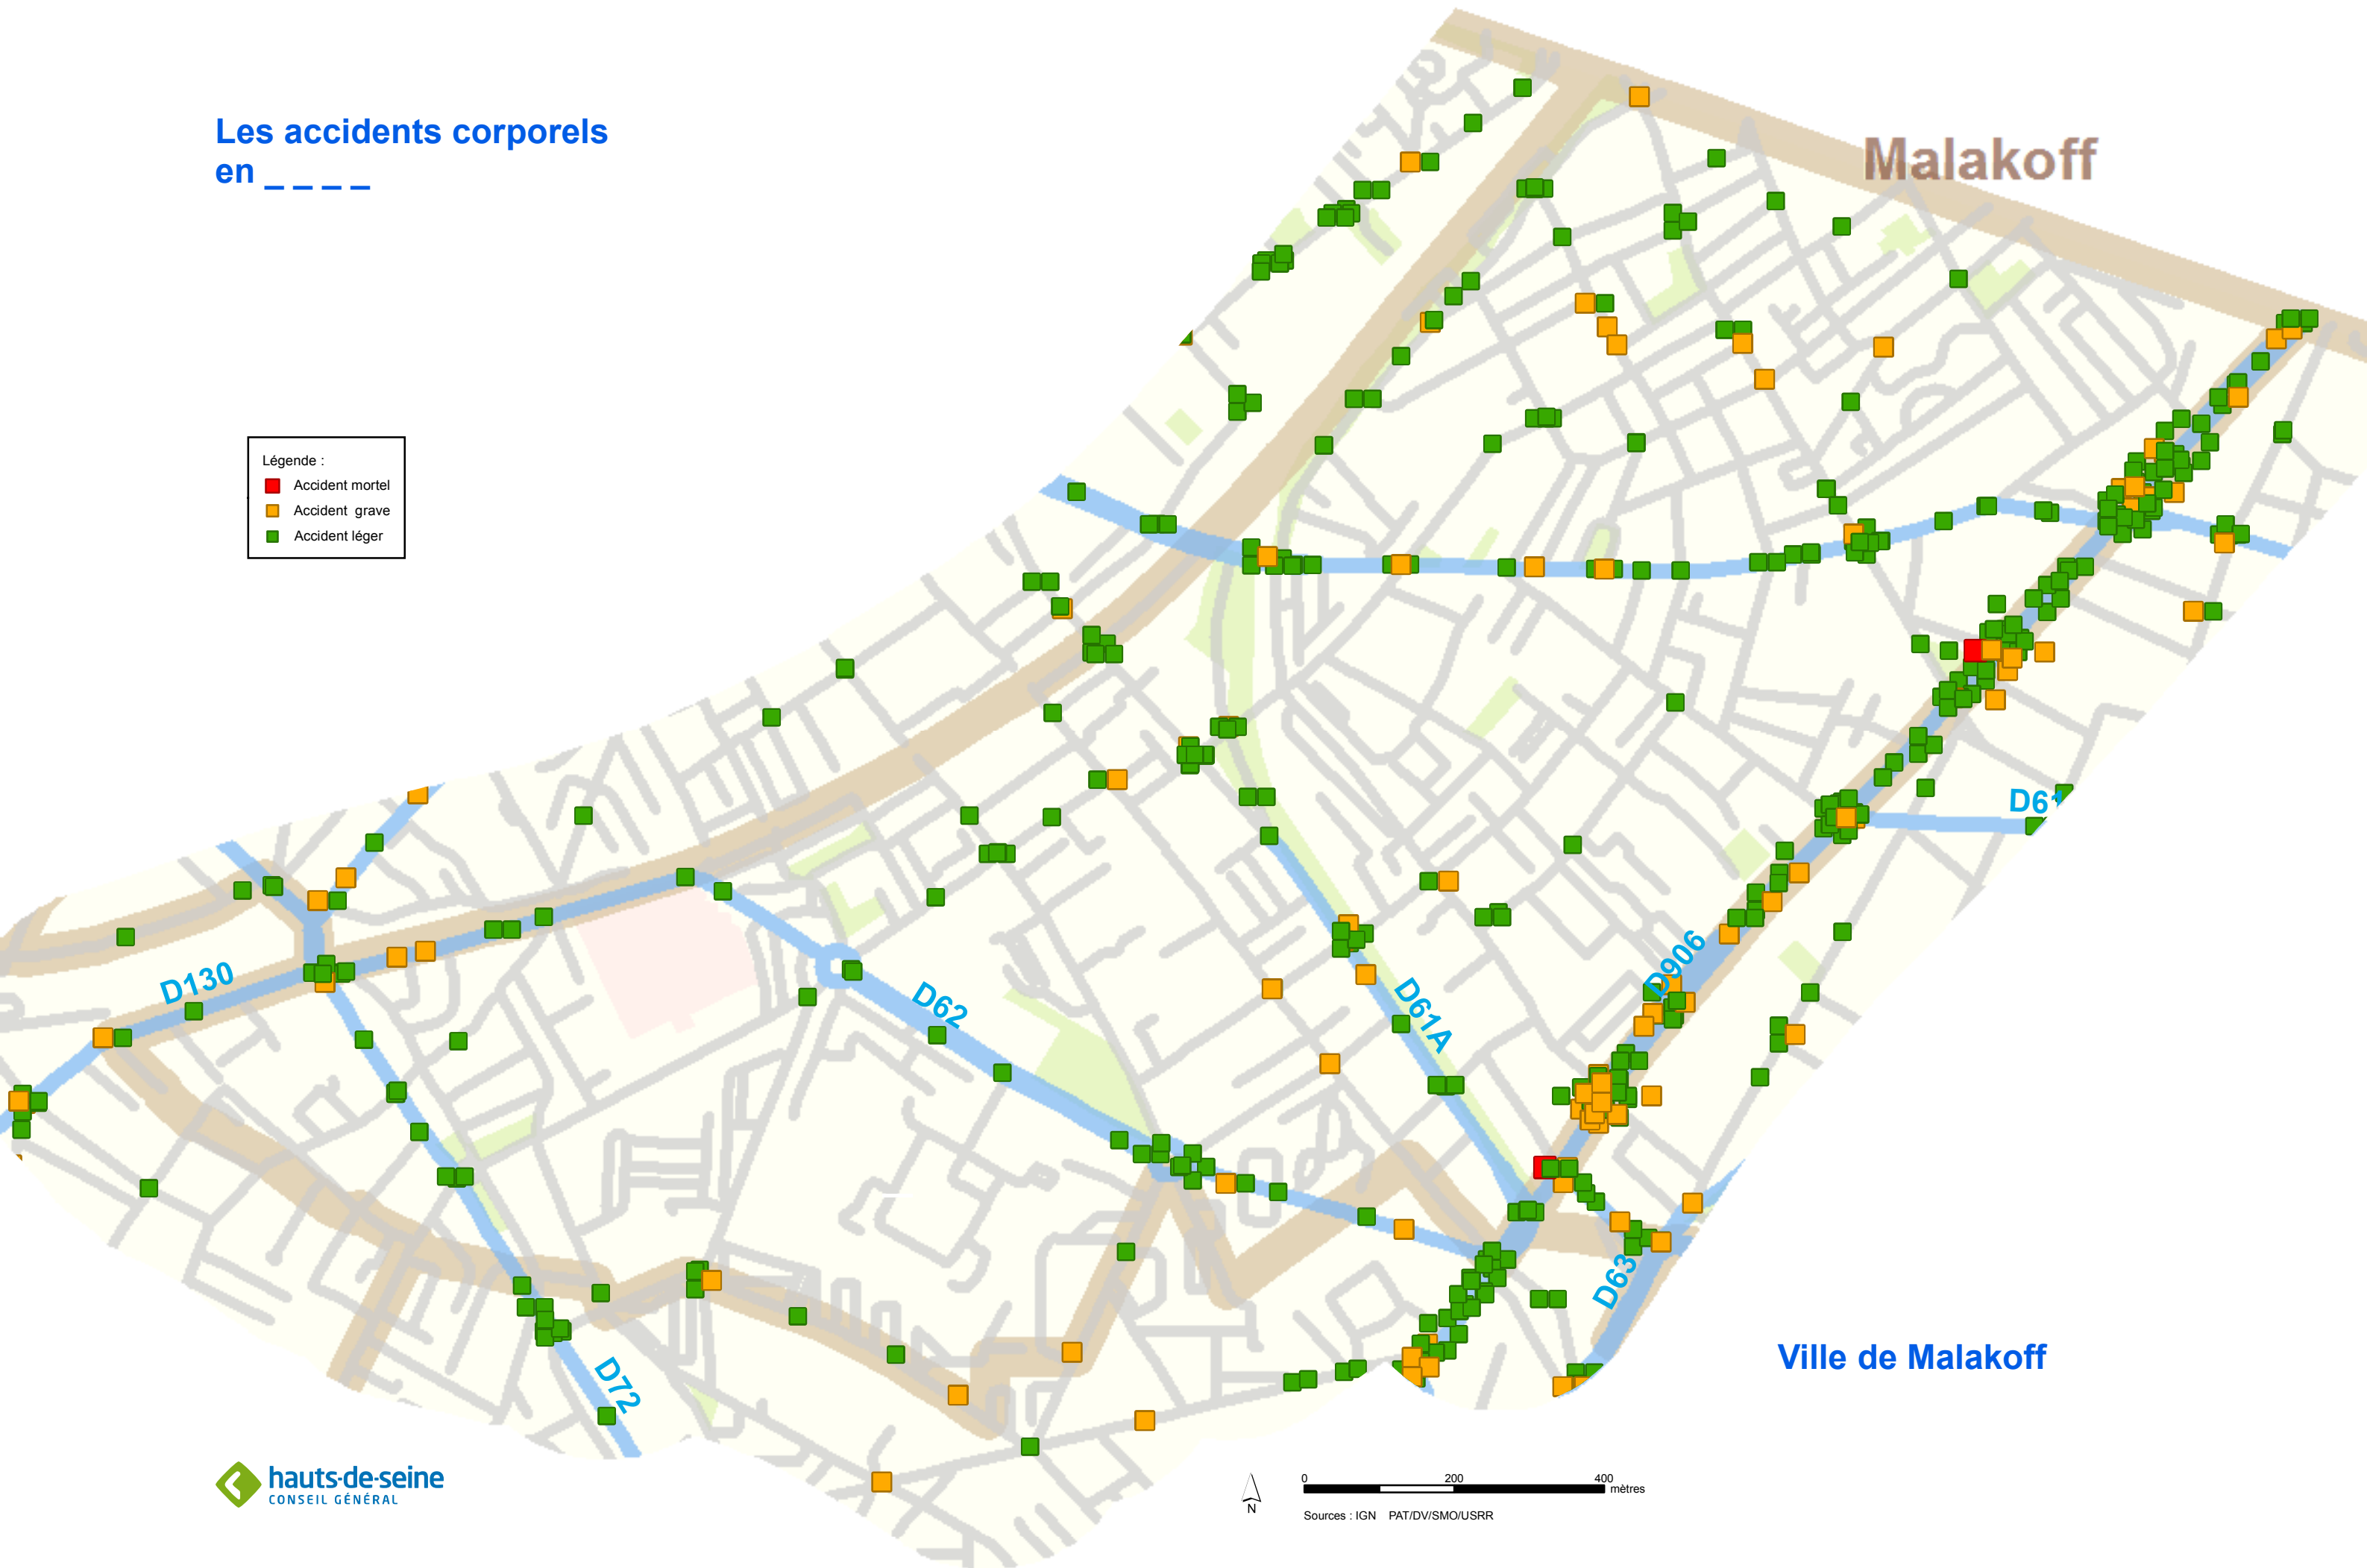 Les accidents corporels
en _ _ _ _
Malakoff
Légende :
Accident mortel
Accident grave
Accident léger
D61
D906
D130
D62
D61A
D63
D72
Ville de Malakoff
hauts-de-seine
CONSEIL GÉNÉRAL
N
0 200 400
mètres
Sources : IGN PAT/DV/SMO/USRR